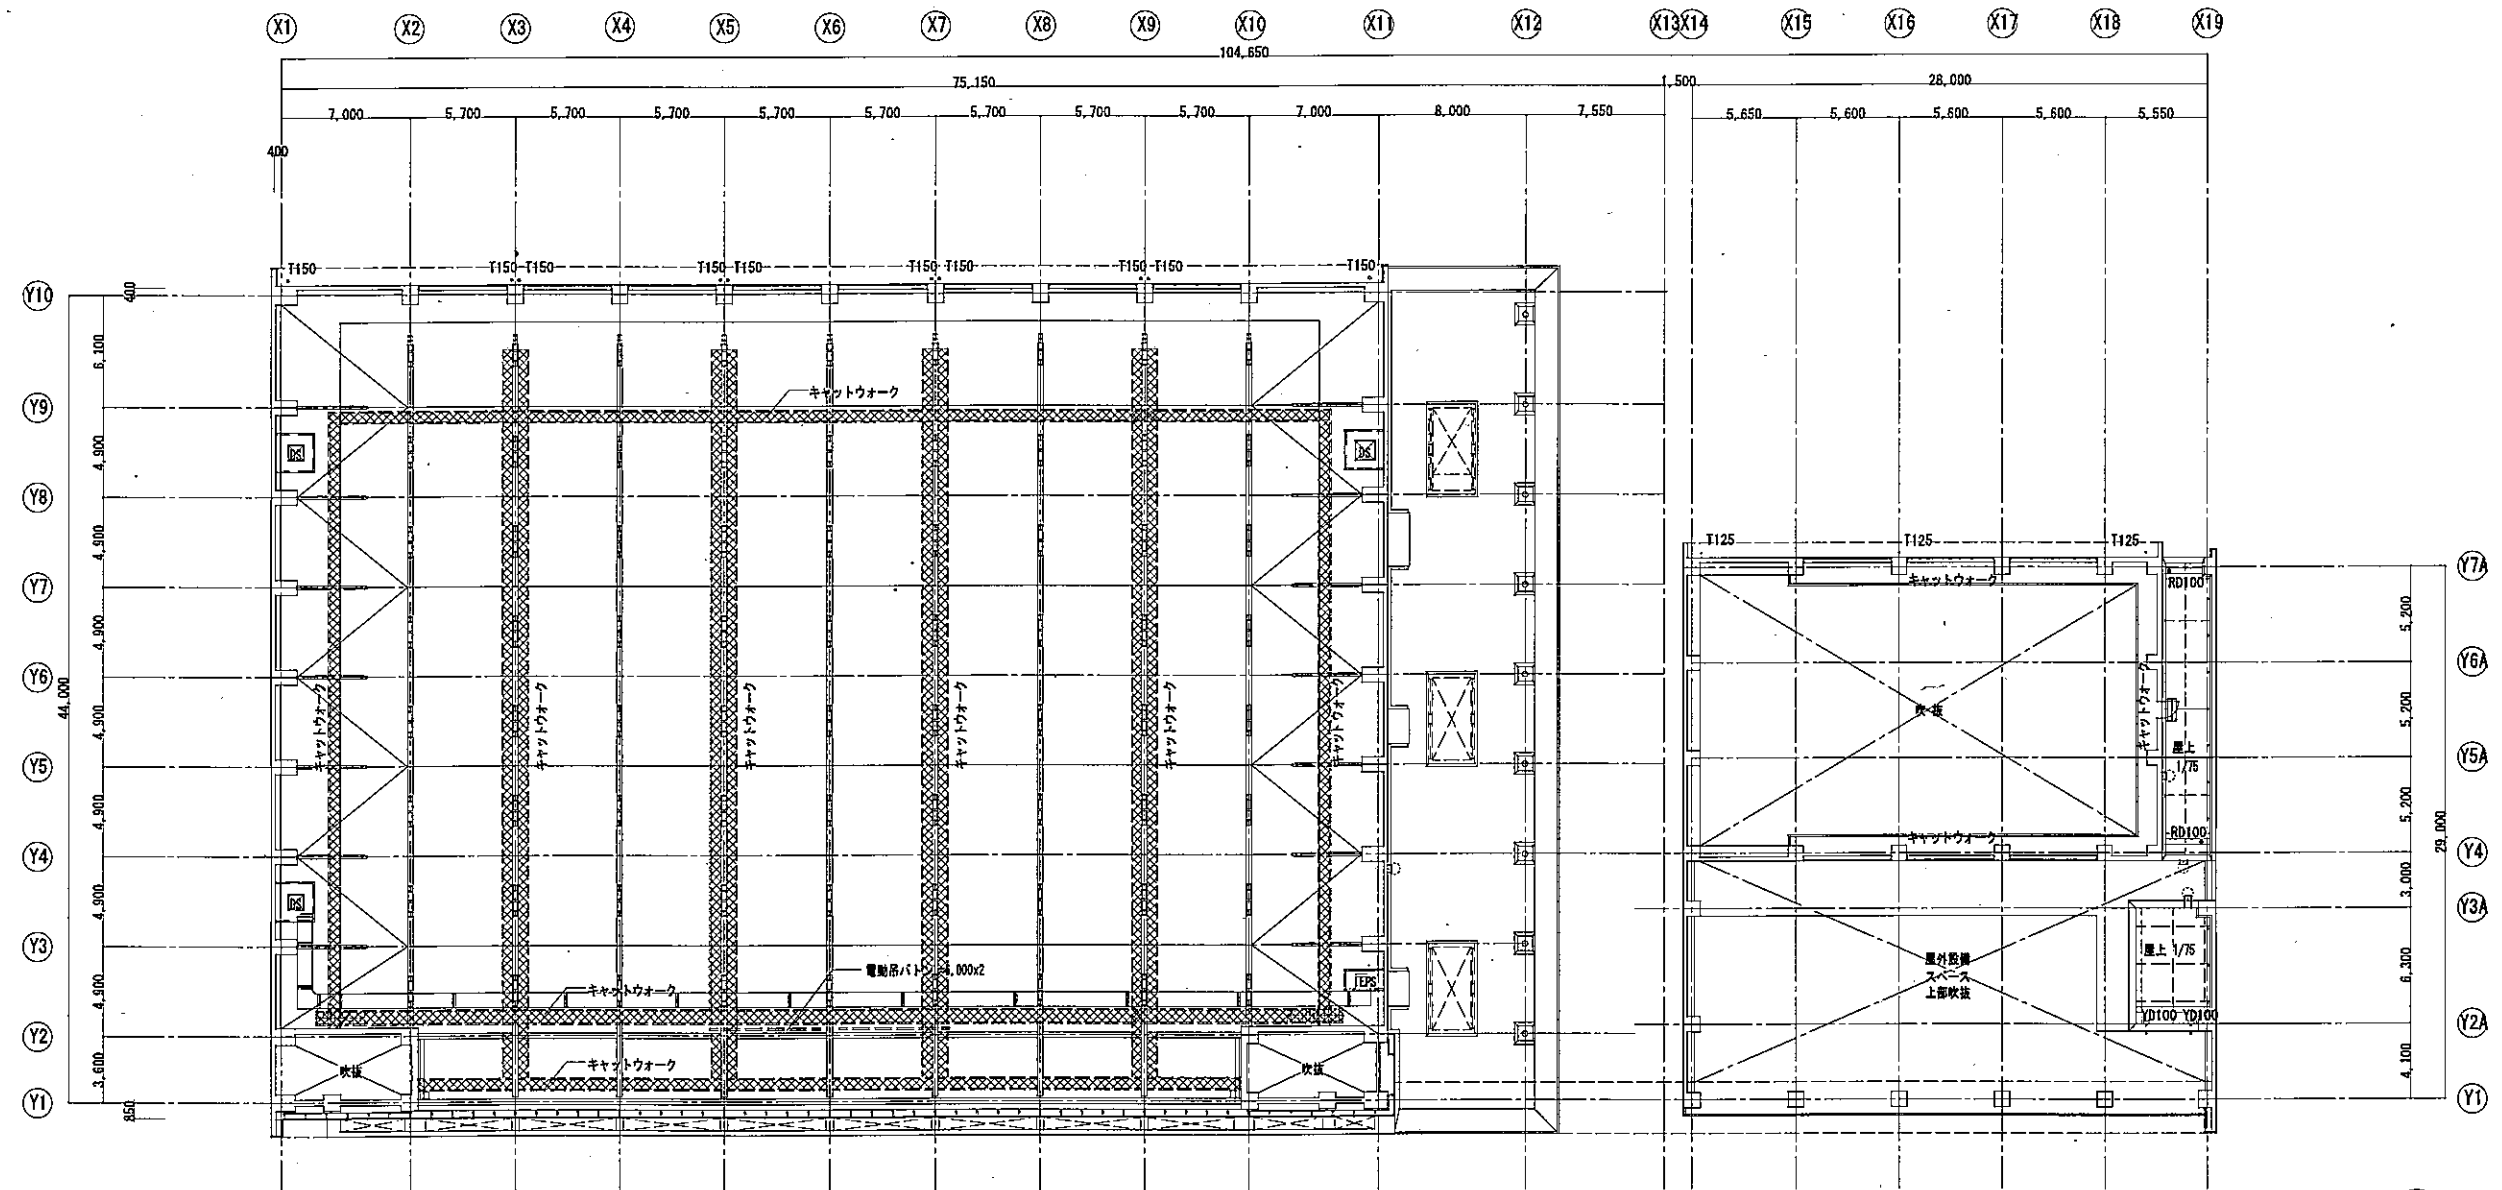 X1 X2 X3 X4 X5 X6 X7 X8 X9 X10 X11 X12 X13 X14 X15 X16 X17 X18 X19
104,650
75,150 1,500 28,000
7,000 5,700 5,700 5,700 5,700 5,700 5,700 5,700 5,700 7,000 8,000 7,550 5,650 5,600 5,600 5,600 5,550
400
T150 T150 T150 T150 T150 T150 T150 T150 T150 T150
Y10
400
6,100
キャットウォーク
Y9
4,900
DS
DS
Y8
4,900
T125 T125 T125
Y7
キャットウォーク
RD100
Y7A
4,900
5,200
Y6
Y6A
44,000
4,900
キャットウォーク
キャットウォーク
キャットウォーク
キャットウォーク
キャットウォーク
キャットウォーク
吹抜
キャットウォーク
5,200
屋上
1/75
Y5
Y5A
4,900
5,200
29,000
キャットウォーク
RD100
Y4
Y4
4,900
3,000
DS
Y3A
Y3
電動吊バトン
000x2
EPS
屋外設備
スペース
上部吹抜
屋上 1/75
6,300
4,900
キャットウォーク
YD100 YD100
Y2
Y2A
3,600
吹抜
キャットウォーク
吹抜
4,100
Y1
Y1
850